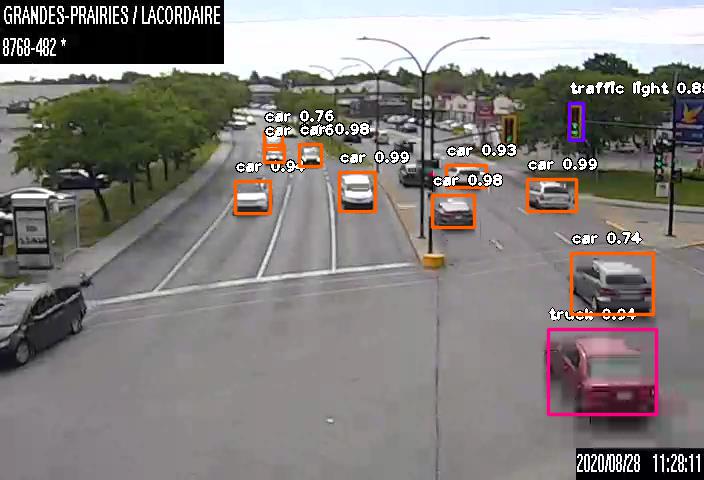 GRANDES-PRAIRIES / LACORDAIRE
8768-482 *
traffic light 0.8
car 0.76
car 0.98
car 0.94
car 0.99
car 0.93
car 0.98
car 0.99
car 0.74
truck 0.94
2020/08/28 11:28:11